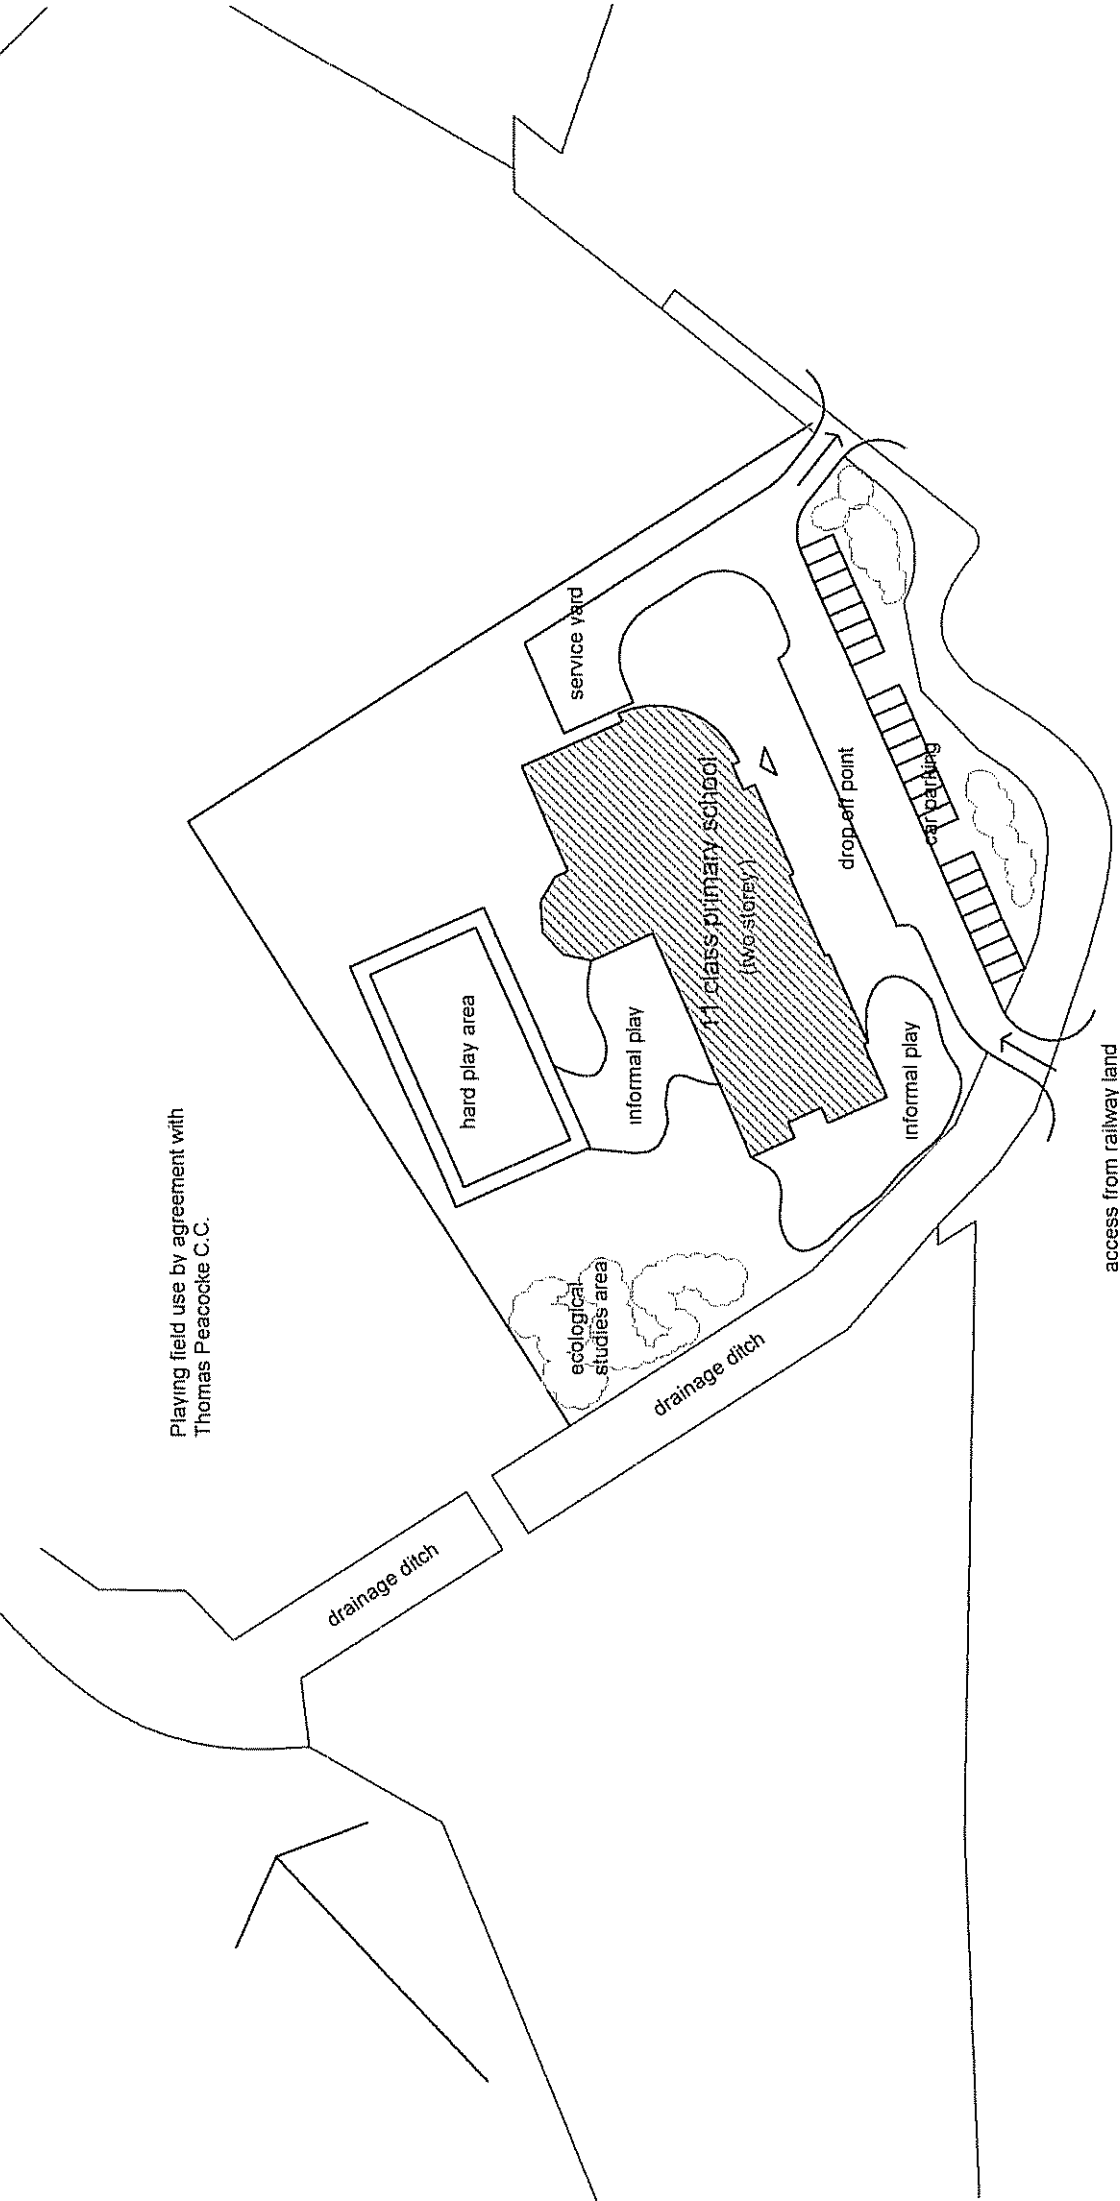 Playing field use by agreement with
Thomas Peacocke C.C.
drainage ditch
drainage ditch
ecological
studies area
hard play area
informal play
service yard
11 class primary school
(two storey)
informal play
drop off point
car parking
access from railway land